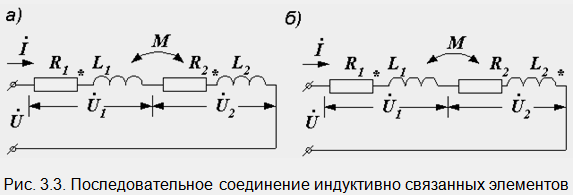 а) б)
İ M İ M
R₁ * L₁ R₂ * L₂ R₁ * L₁ R₂ L₂ *
U̇ U̇₁ U̇₂ U̇ U̇₁ U̇₂
Рис. 3.3. Последовательное соединение индуктивно связанных элементов